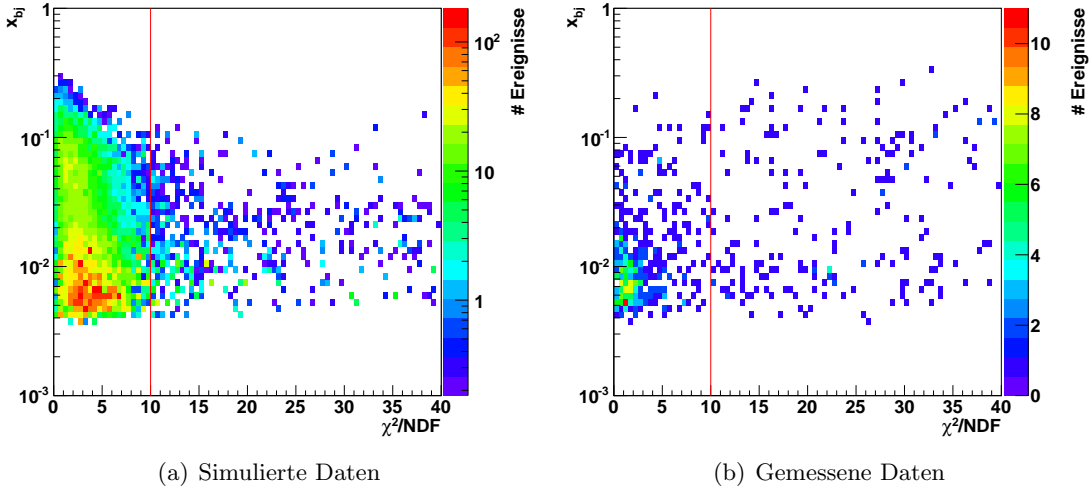 x_bj
1
10^-1
10^-2
10^-3
0 5 10 15 20 25 30 35 40
χ²/NDF
10²
10
1
# Ereignisse
(a) Simulierte Daten
x_bj
1
10^-1
10^-2
10^-3
0 5 10 15 20 25 30 35 40
χ²/NDF
10
8
6
4
2
0
# Ereignisse
(b) Gemessene Daten